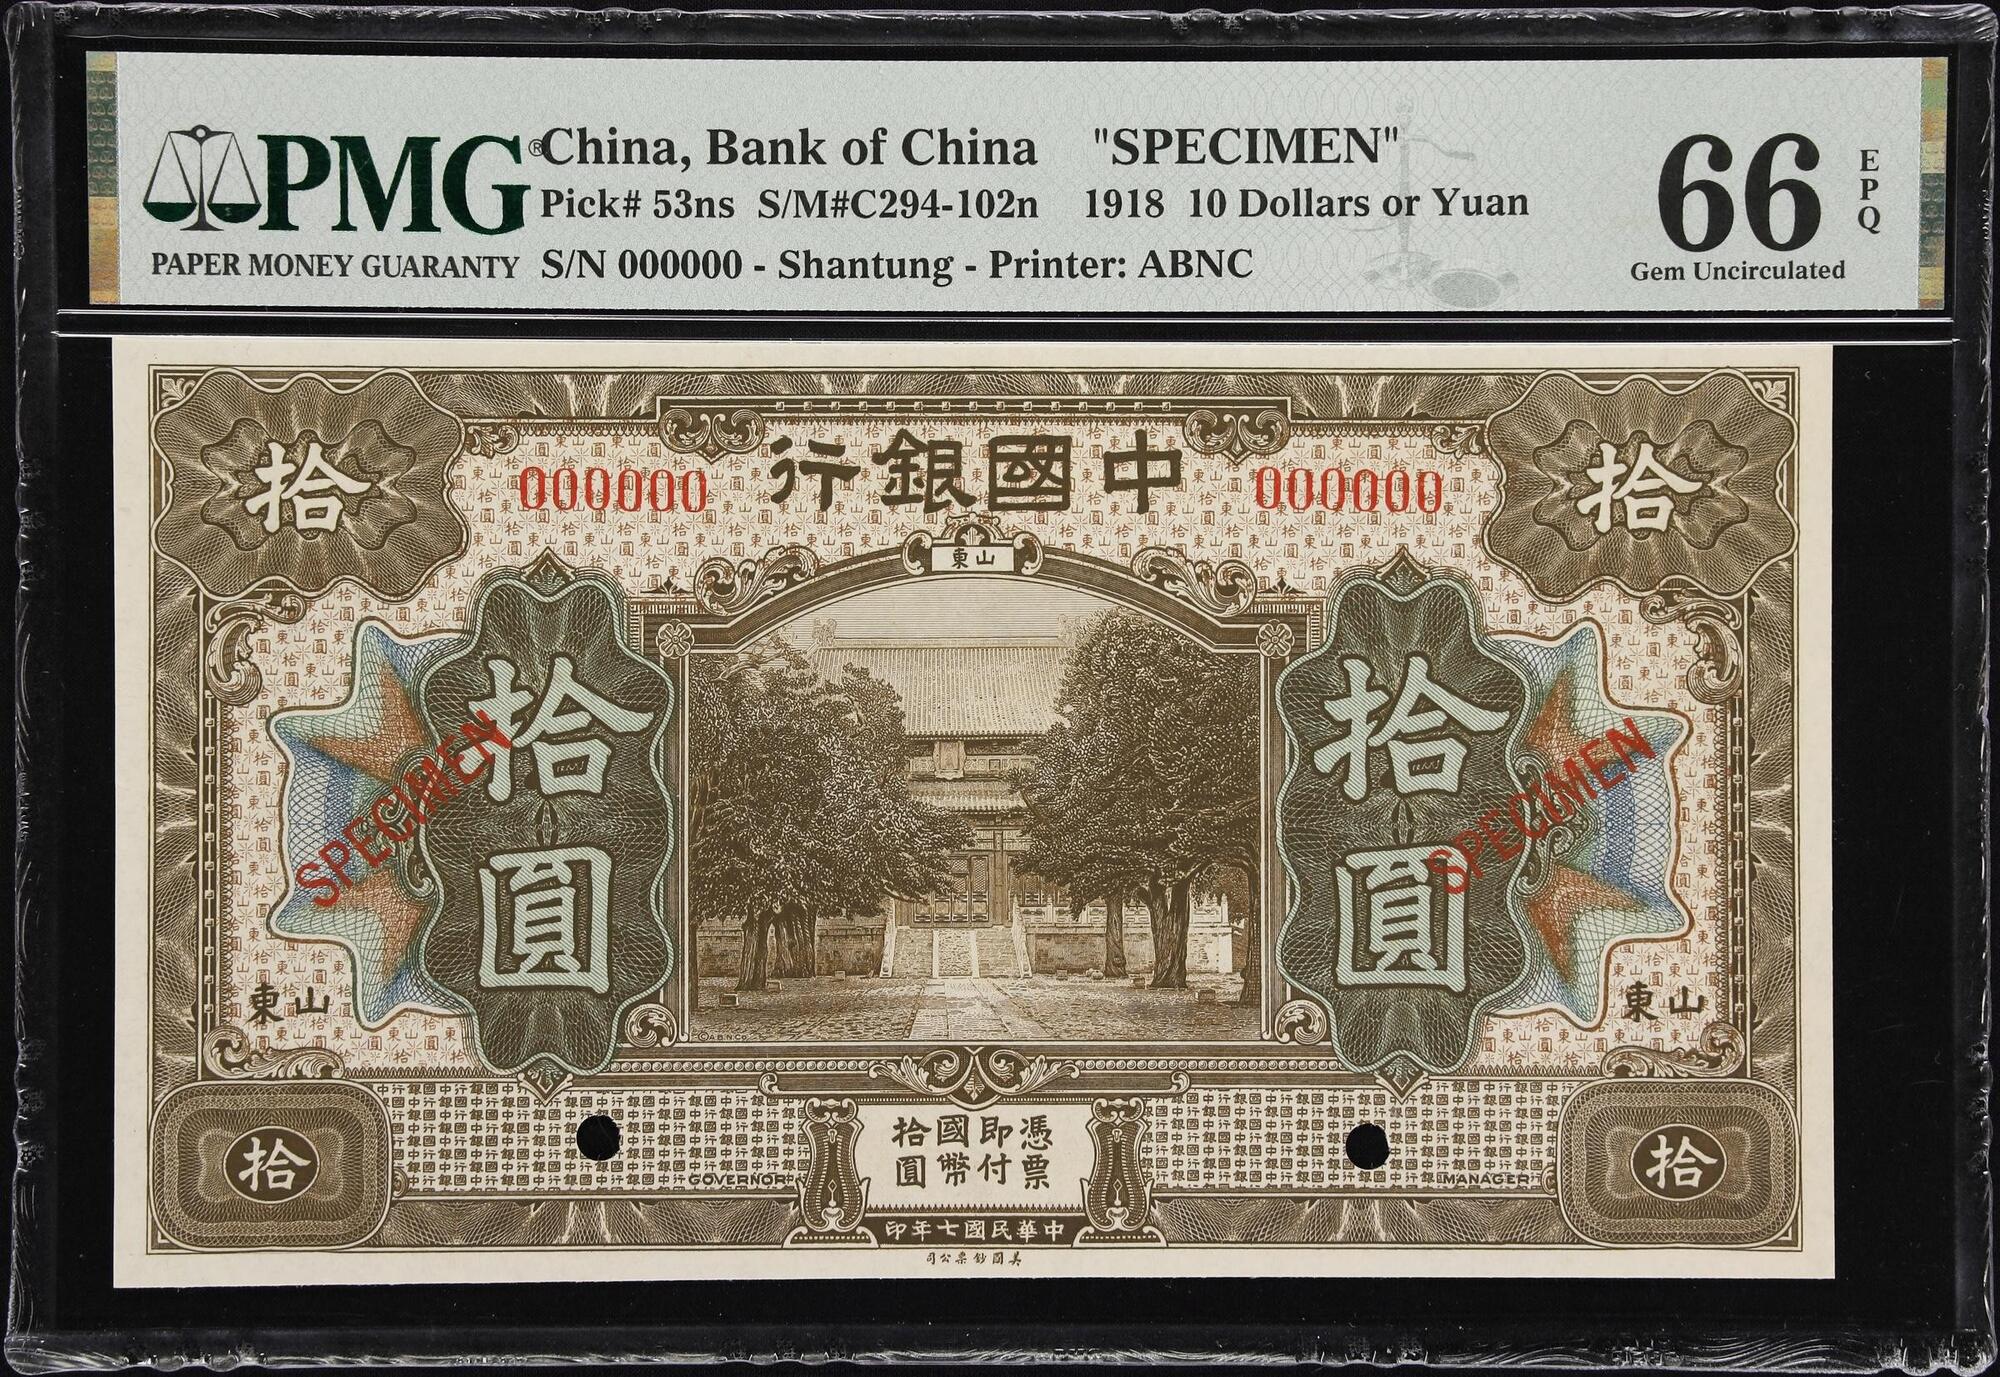 PMG®
PAPER MONEY GUARANTY
China, Bank of China "SPECIMEN"
Pick# 53ns S/M#C294-102n 1918 10 Dollars or Yuan
S/N 000000 - Shantung - Printer: ABNC
66
EPQ
Gem Uncirculated
拾
拾
000000
中國銀行
000000
山東
拾圓
拾圓
SPECIMEN
SPECIMEN
山東
山東
©A.B.N.Co.
拾
拾
憑票
即付
國幣
拾圓
GOVERNOR
MANAGER
中華民國七年印
美國鈔票公司